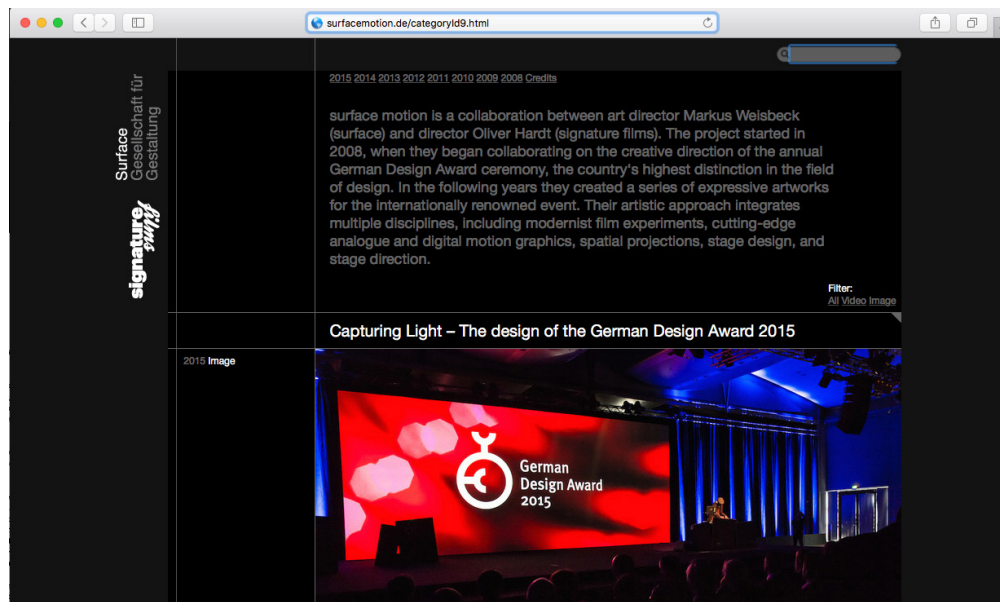 surfacemotion.de/categoryId9.html
2015 2014 2013 2012 2011 2010 2009 2008 Credits
Surface
Gesellschaft für
Gestaltung
signature
films
surface motion is a collaboration between art director Markus Weisbeck
(surface) and director Oliver Hardt (signature films). The project started in
2008, when they began collaborating on the creative direction of the annual
German Design Award ceremony, the country's highest distinction in the field
of design. In the following years they created a series of expressive artworks
for the internationally renowned event. Their artistic approach integrates
multiple disciplines, including modernist film experiments, cutting-edge
analogue and digital motion graphics, spatial projections, stage design, and
stage direction.
Filter:
All Video Image
Capturing Light – The design of the German Design Award 2015
2015 Image
German
Design Award
2015